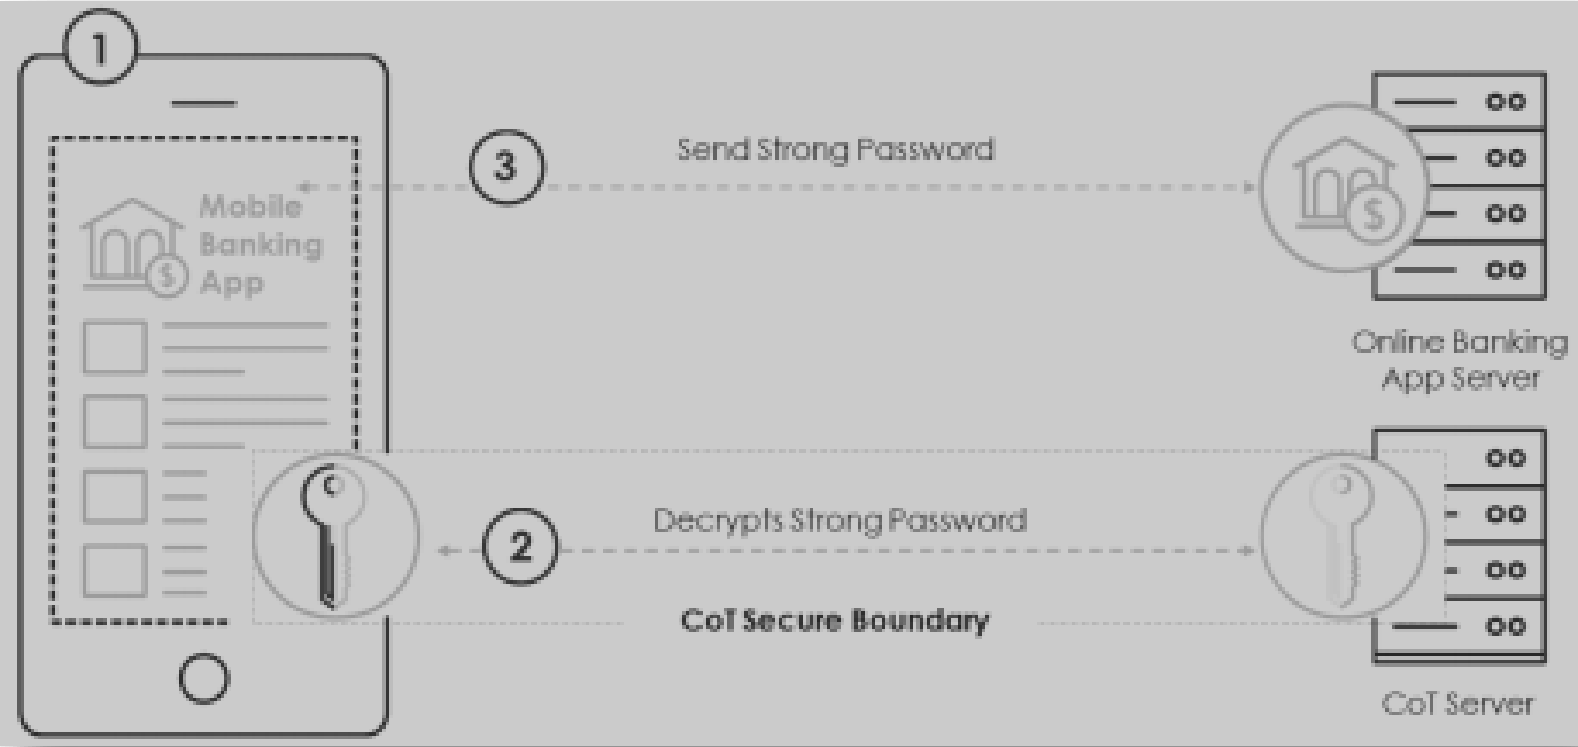 1
3
Send Strong Password
Mobile
Banking
App
$
$
Online Banking
App Server
2
Decrypts Strong Password
CoT Secure Boundary
CoT Server